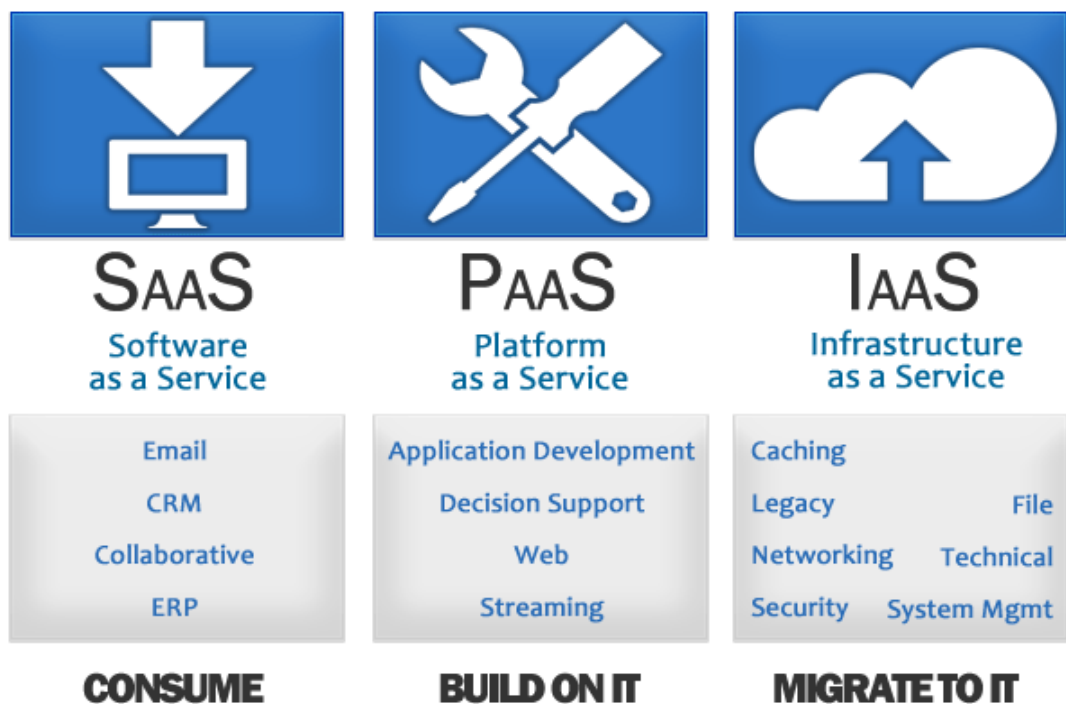 SAAS
Software
as a Service
Email
CRM
Collaborative
ERP
CONSUME
PAAS
Platform
as a Service
Application Development
Decision Support
Web
Streaming
BUILD ON IT
IAAS
Infrastructure
as a Service
Caching
Legacy File
Networking Technical
Security System Mgmt
MIGRATE TO IT